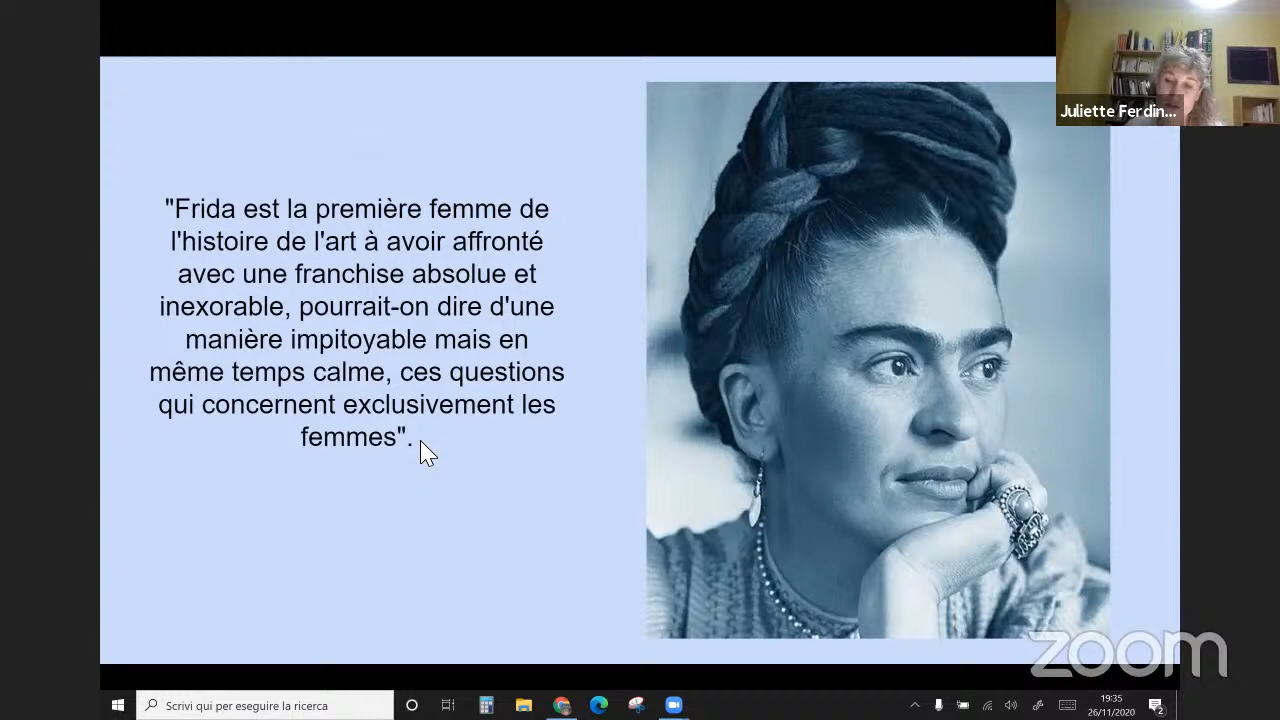 Juliette Ferdin...
"Frida est la première femme de
l'histoire de l'art à avoir affronté
avec une franchise absolue et
inexorable, pourrait-on dire d'une
manière impitoyable mais en
même temps calme, ces questions
qui concernent exclusivement les
femmes".
zoom
Scrivi qui per eseguire la ricerca
19:35
26/11/2020
2